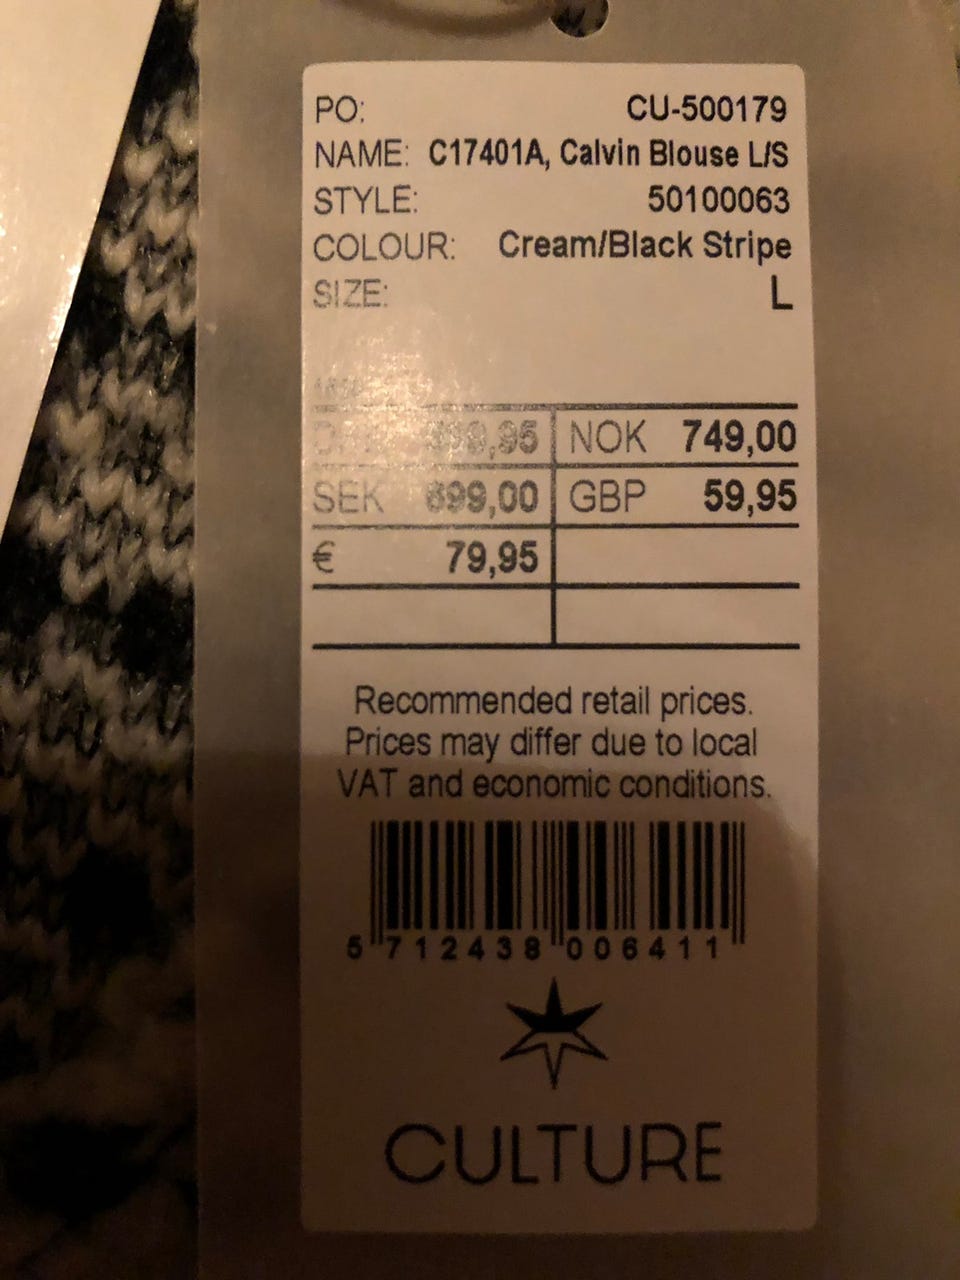 PO: CU-500179
NAME: C17401A, Calvin Blouse L/S
STYLE: 50100063
COLOUR: Cream/Black Stripe
SIZE: L
NOK 749,00
SEK 699,00 GBP 59,95
€ 79,95
Recommended retail prices.
Prices may differ due to local
VAT and economic conditions.
5 712438 006411
CULTURE